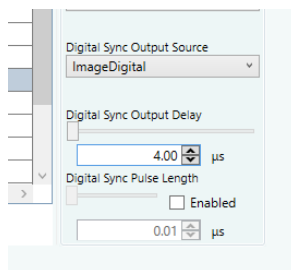 Digital Sync Output Source
ImageDigital
Digital Sync Output Delay
4.00 µs
Digital Sync Pulse Length
Enabled
0.01 µs